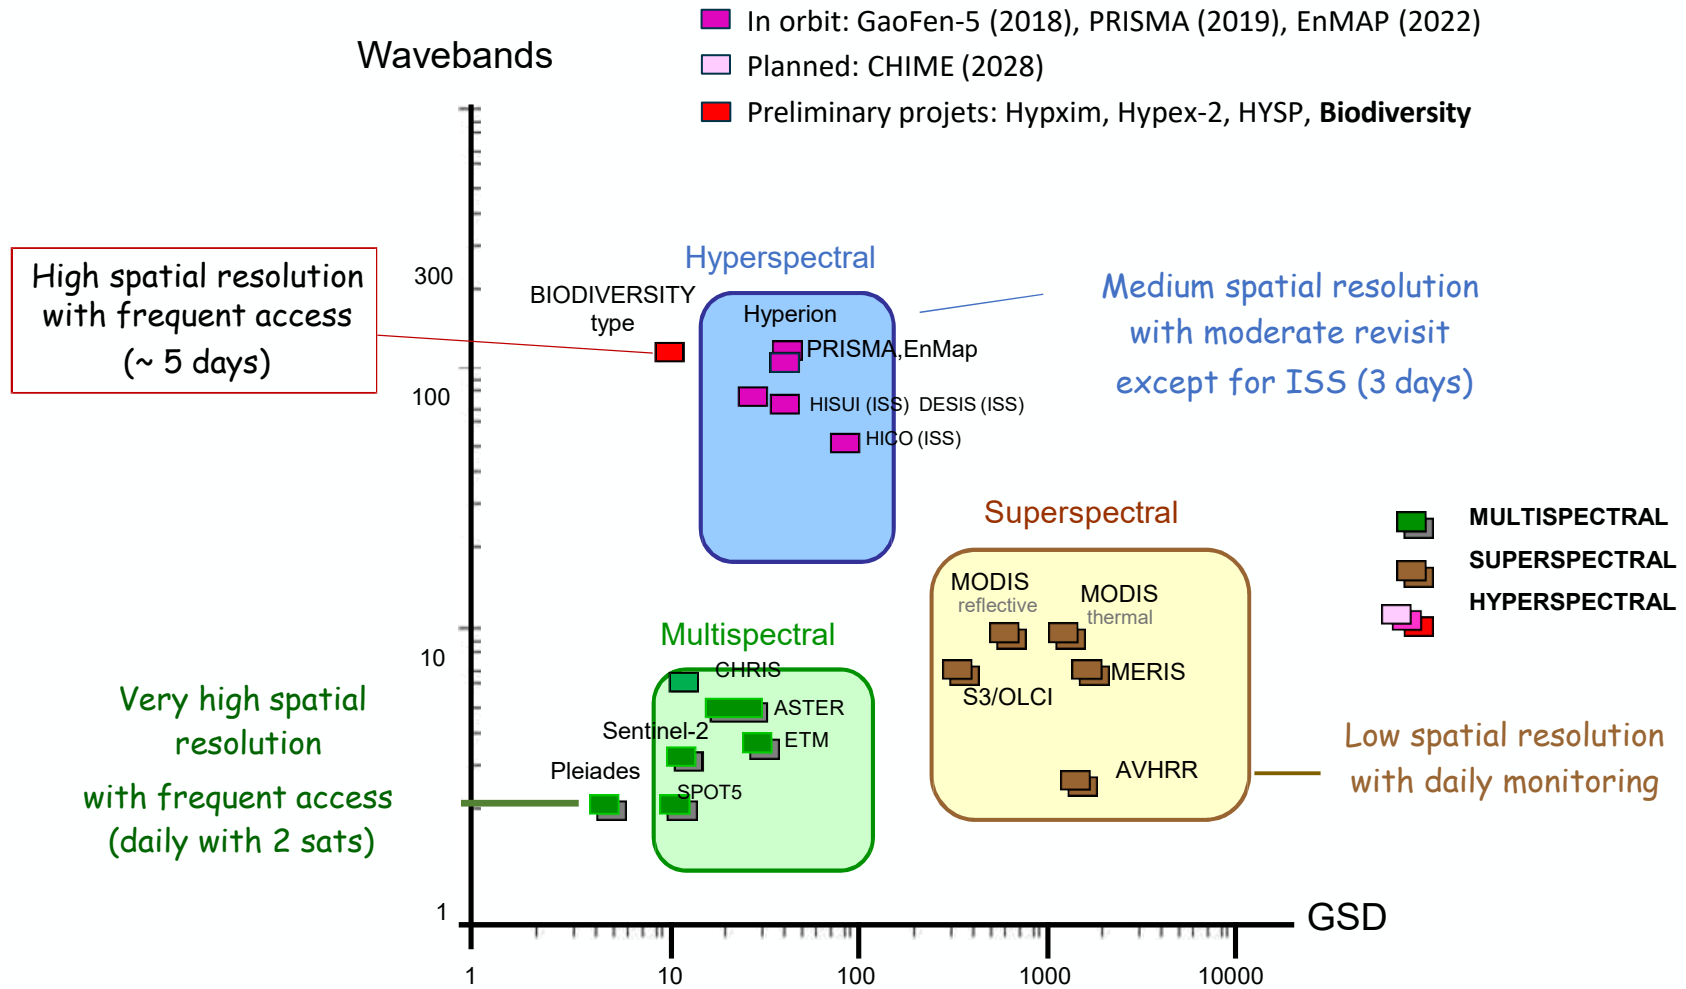 In orbit: GaoFen-5 (2018), PRISMA (2019), EnMAP (2022)
Wavebands
Planned: CHIME (2028)
Preliminary projets: Hypxim, Hypex-2, HYSP, Biodiversity
High spatial resolution
with frequent access
(~ 5 days)
300
100
10
1
BIODIVERSITY
type
Hyperspectral
Hyperion
PRISMA,EnMap
HISUI (ISS) DESIS (ISS)
HICO (ISS)
Medium spatial resolution
with moderate revisit
except for ISS (3 days)
Superspectral
MODIS
reflective
MODIS
thermal
MERIS
S3/OLCI
AVHRR
MULTISPECTRAL
SUPERSPECTRAL
HYPERSPECTRAL
Multispectral
CHRIS
ASTER
Sentinel-2
ETM
Pleiades
SPOT5
Very high spatial
resolution
with frequent access
(daily with 2 sats)
Low spatial resolution
with daily monitoring
GSD
1
10
100
1000
10000